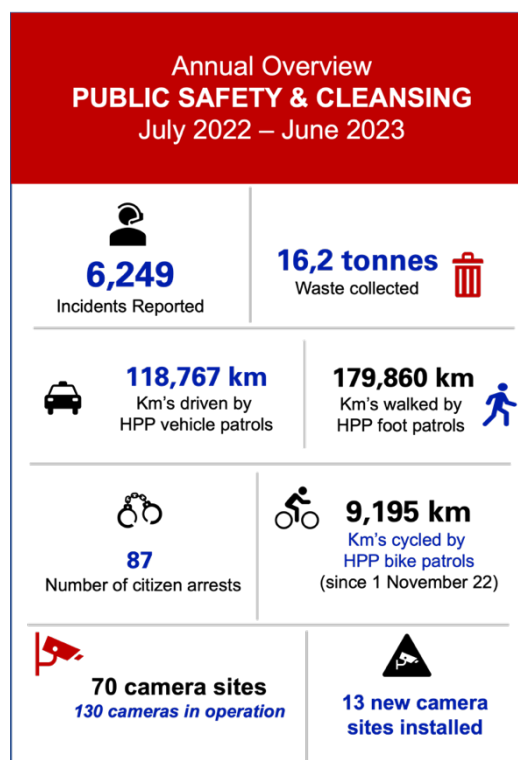 Annual Overview
PUBLIC SAFETY & CLEANSING
July 2022 – June 2023
6,249
Incidents Reported
16,2 tonnes
Waste collected
118,767 km
Km's driven by
HPP vehicle patrols
179,860 km
Km's walked by
HPP foot patrols
87
Number of citizen arrests
9,195 km
Km's cycled by
HPP bike patrols
(since 1 November 22)
70 camera sites
130 cameras in operation
13 new camera
sites installed